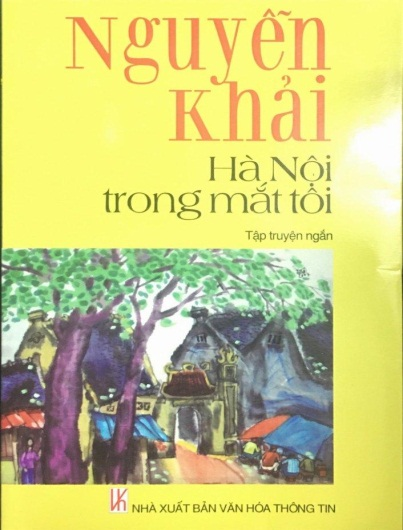 Nguyễn
Khải
Hà Nội
trong mắt tôi
Tập truyện ngắn
NHÀ XUẤT BẢN VĂN HÓA THÔNG TIN